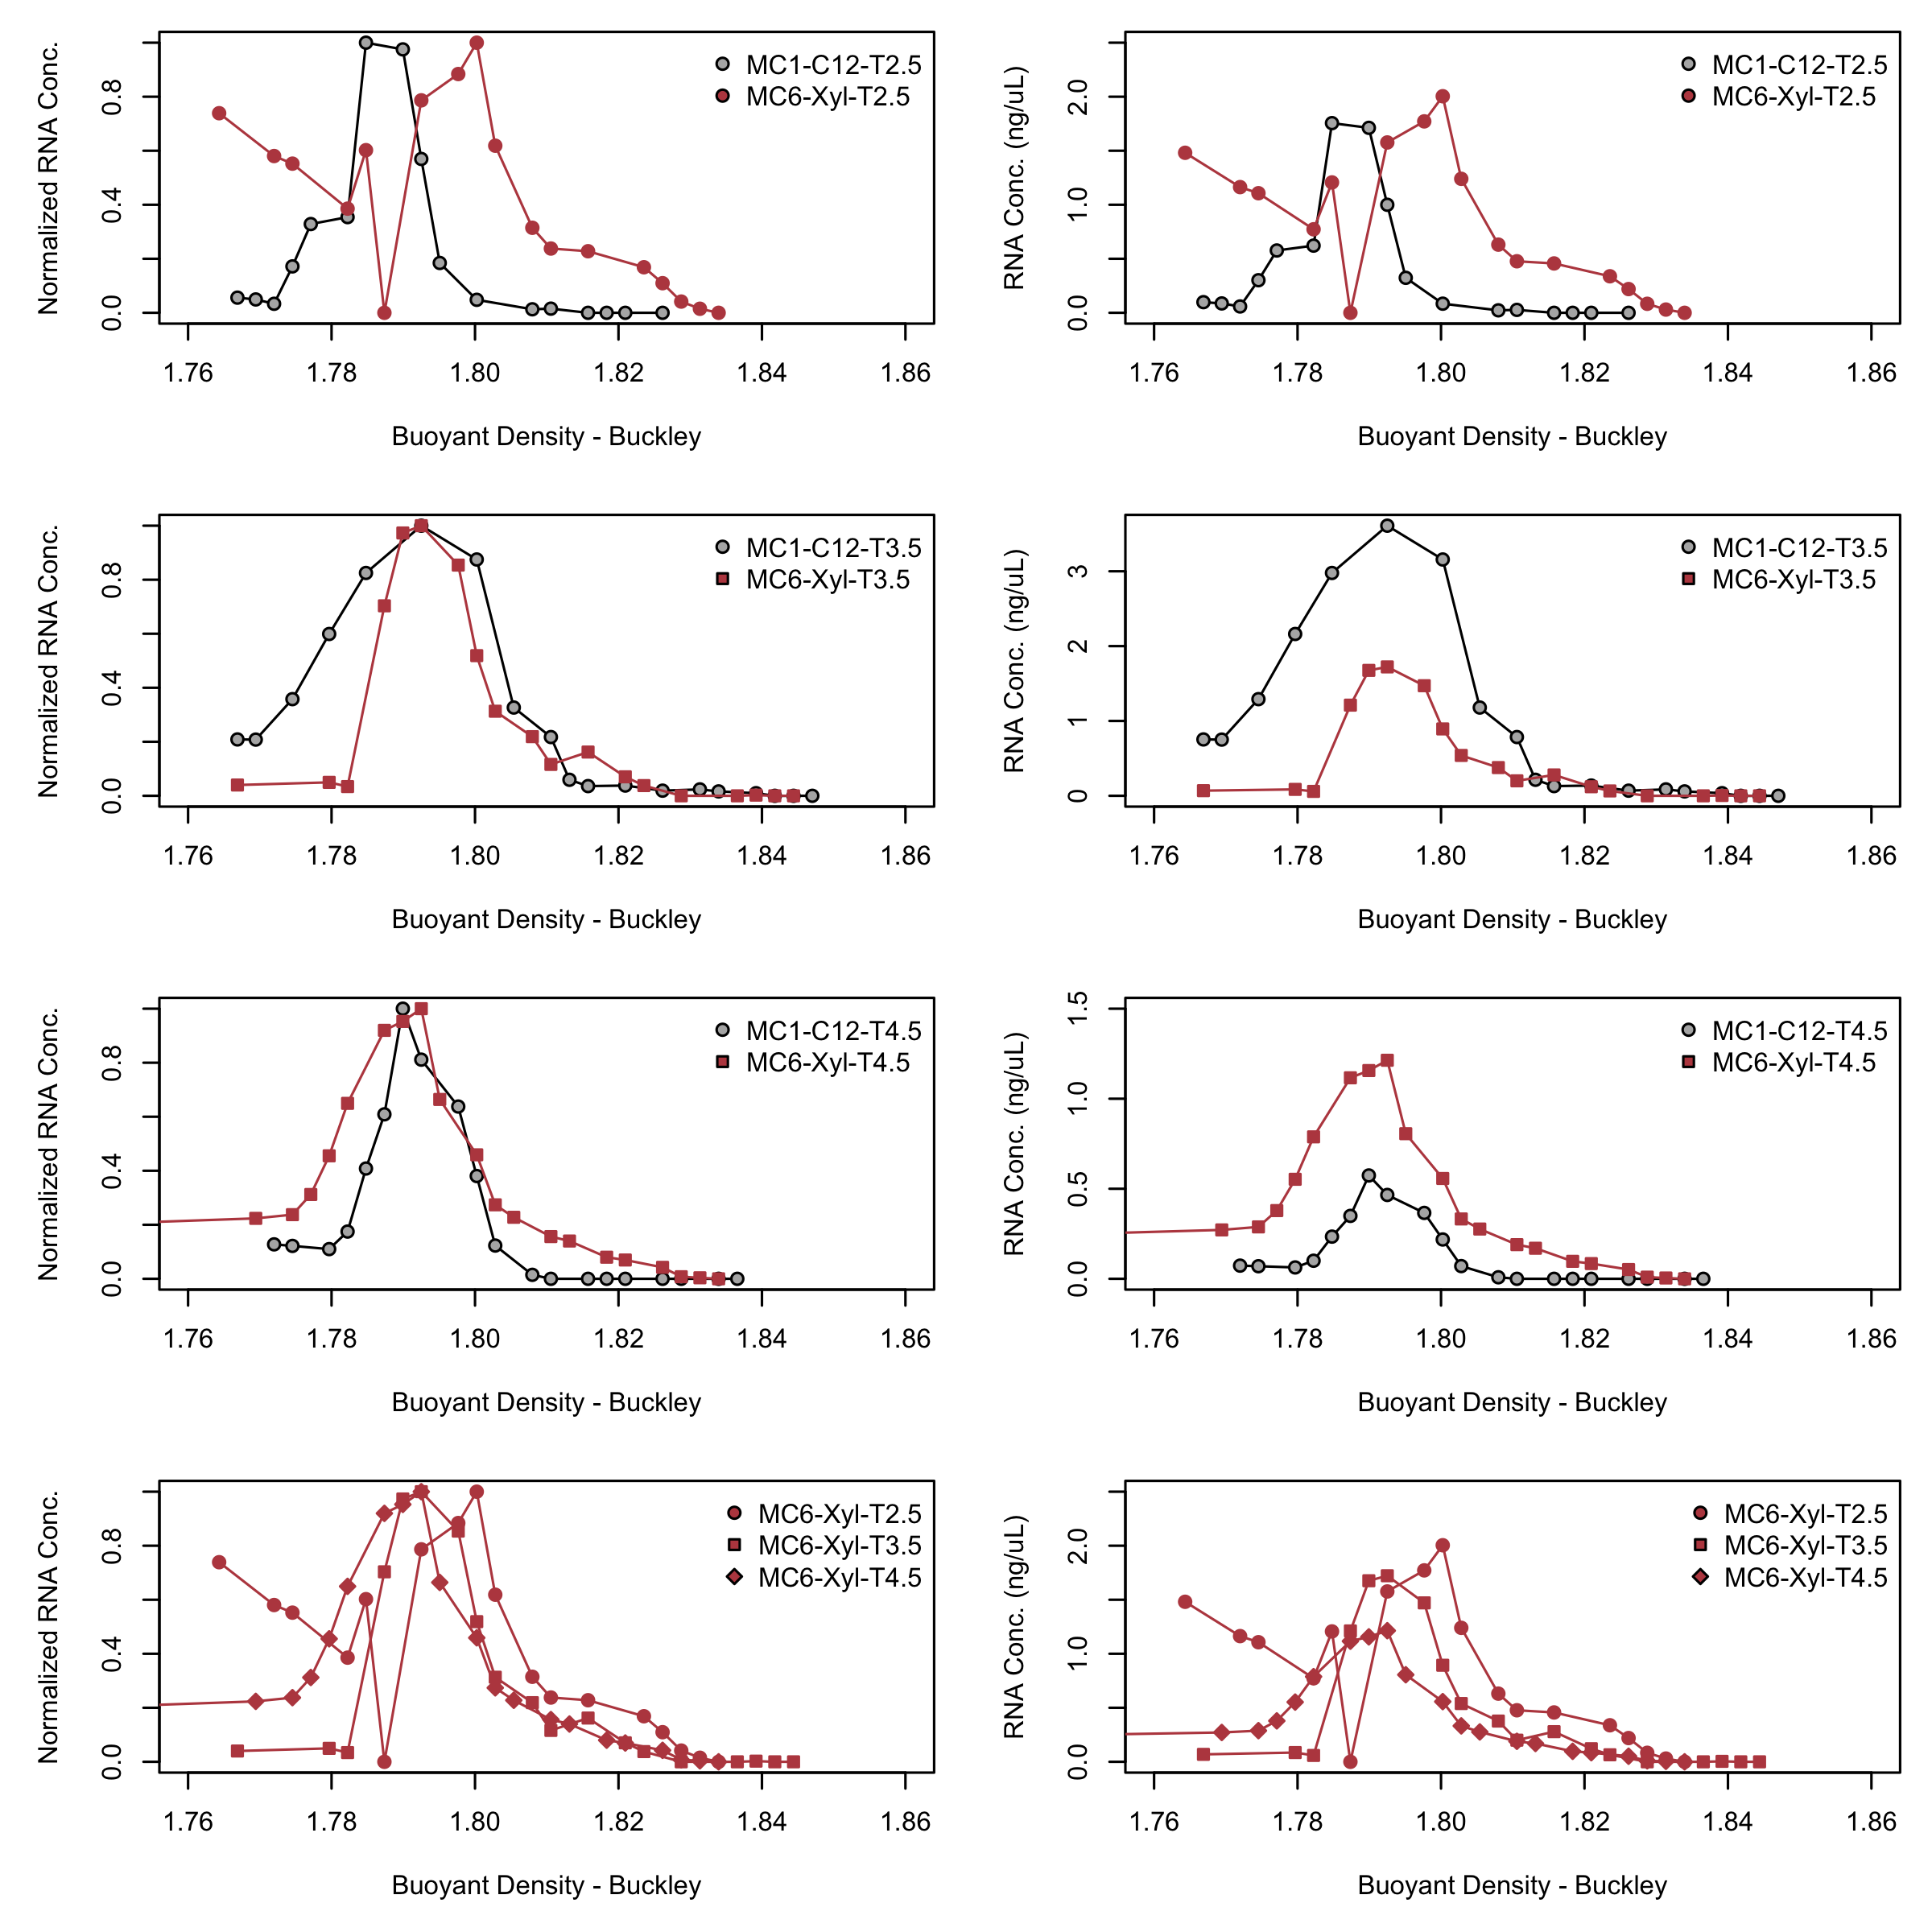 Normalized RNA Conc.
0.0 0.4 0.8
MC1-C12-T2.5
MC6-Xyl-T2.5
1.76 1.78 1.80 1.82 1.84 1.86
Buoyant Density - Buckley
RNA Conc. (ng/uL)
0.0 1.0 2.0
MC1-C12-T2.5
MC6-Xyl-T2.5
1.76 1.78 1.80 1.82 1.84 1.86
Buoyant Density - Buckley
Normalized RNA Conc.
0.0 0.4 0.8
MC1-C12-T3.5
MC6-Xyl-T3.5
1.76 1.78 1.80 1.82 1.84 1.86
Buoyant Density - Buckley
RNA Conc. (ng/uL)
0 1 2 3
MC1-C12-T3.5
MC6-Xyl-T3.5
1.76 1.78 1.80 1.82 1.84 1.86
Buoyant Density - Buckley
Normalized RNA Conc.
0.0 0.4 0.8
MC1-C12-T4.5
MC6-Xyl-T4.5
1.76 1.78 1.80 1.82 1.84 1.86
Buoyant Density - Buckley
RNA Conc. (ng/uL)
0.0 0.5 1.0 1.5
MC1-C12-T4.5
MC6-Xyl-T4.5
1.76 1.78 1.80 1.82 1.84 1.86
Buoyant Density - Buckley
Normalized RNA Conc.
0.0 0.4 0.8
MC6-Xyl-T2.5
MC6-Xyl-T3.5
MC6-Xyl-T4.5
1.76 1.78 1.80 1.82 1.84 1.86
Buoyant Density - Buckley
RNA Conc. (ng/uL)
0.0 1.0 2.0
MC6-Xyl-T2.5
MC6-Xyl-T3.5
MC6-Xyl-T4.5
1.76 1.78 1.80 1.82 1.84 1.86
Buoyant Density - Buckley